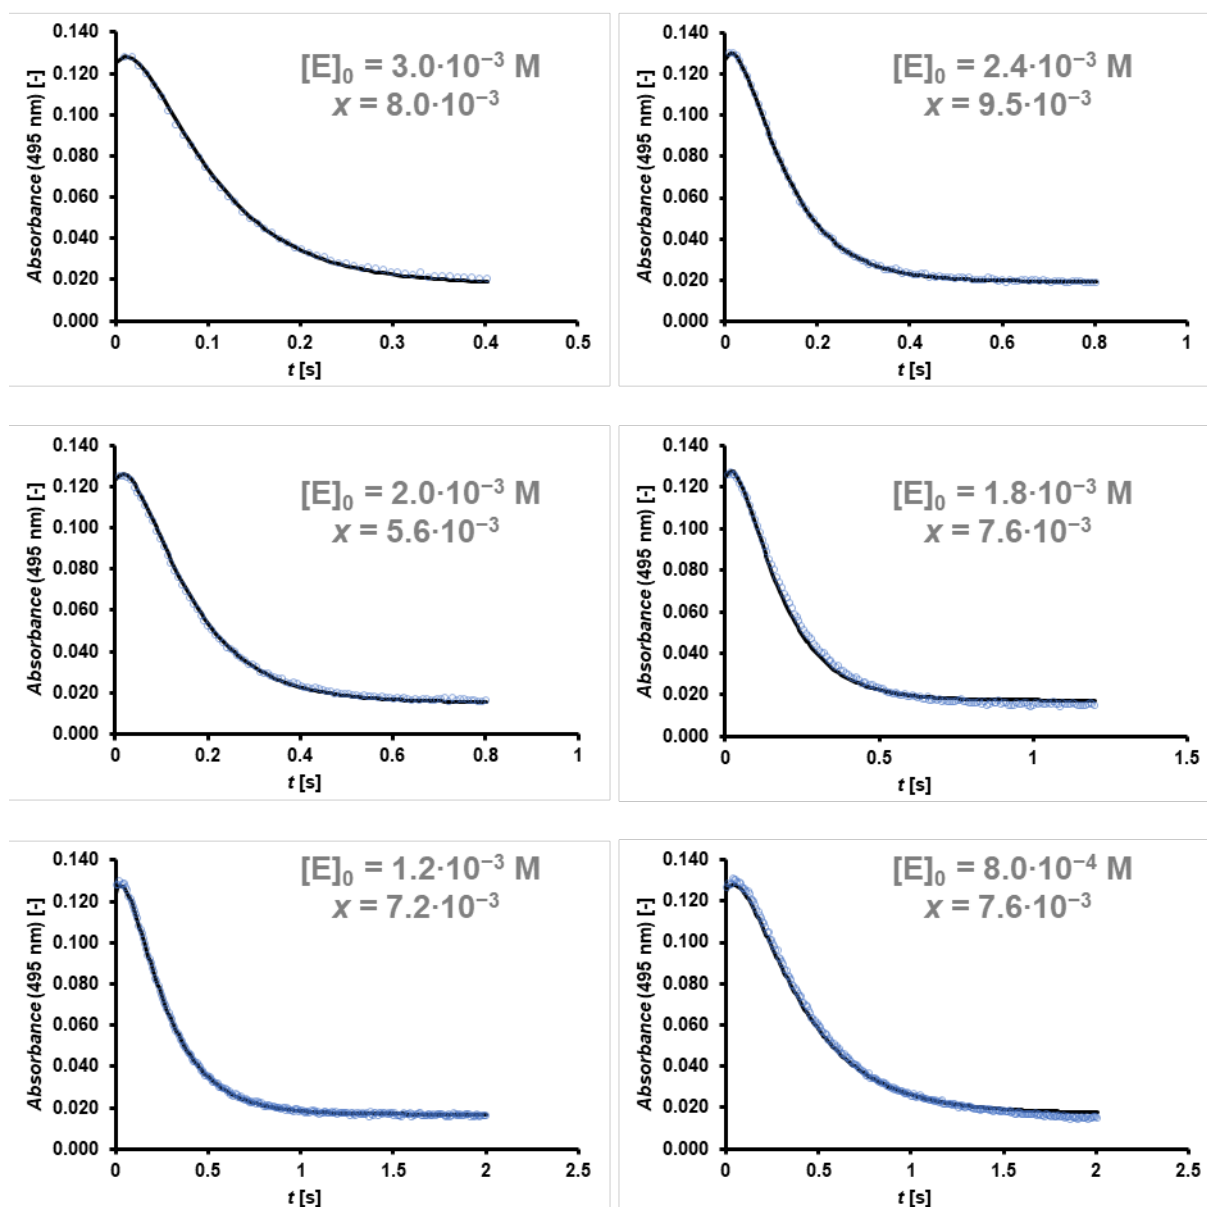 0.140
0.120
0.100
0.080
0.060
0.040
0.020
0.000
Absorbance (495 nm) [-]
[E]₀ = 3.0·10⁻³ M
x = 8.0·10⁻³
0 0.1 0.2 0.3 0.4 0.5
t [s]
0.140
0.120
0.100
0.080
0.060
0.040
0.020
0.000
Absorbance (495 nm) [-]
[E]₀ = 2.4·10⁻³ M
x = 9.5·10⁻³
0 0.2 0.4 0.6 0.8 1
t [s]
0.140
0.120
0.100
0.080
0.060
0.040
0.020
0.000
Absorbance (495 nm) [-]
[E]₀ = 2.0·10⁻³ M
x = 5.6·10⁻³
0 0.2 0.4 0.6 0.8 1
t [s]
0.140
0.120
0.100
0.080
0.060
0.040
0.020
0.000
Absorbance (495 nm) [-]
[E]₀ = 1.8·10⁻³ M
x = 7.6·10⁻³
0 0.5 1 1.5
t [s]
0.140
0.120
0.100
0.080
0.060
0.040
0.020
0.000
Absorbance (495 nm) [-]
[E]₀ = 1.2·10⁻³ M
x = 7.2·10⁻³
0 0.5 1 1.5 2 2.5
t [s]
0.140
0.120
0.100
0.080
0.060
0.040
0.020
0.000
Absorbance (495 nm) [-]
[E]₀ = 8.0·10⁻⁴ M
x = 7.6·10⁻³
0 0.5 1 1.5 2 2.5
t [s]